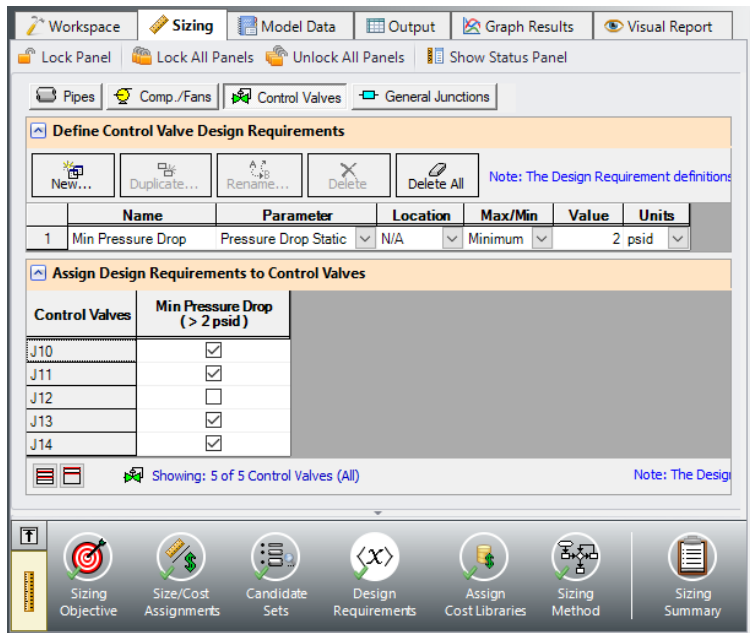 Workspace Sizing Model Data Output Graph Results Visual Report
Lock Panel Lock All Panels Unlock All Panels Show Status Panel
Pipes Comp./Fans Control Valves General Junctions
Define Control Valve Design Requirements
New... Duplicate... Rename... Delete Delete All Note: The Design Requirement definitions
Name Parameter Location Max/Min Value Units
1 Min Pressure Drop Pressure Drop Static N/A Minimum 2 psid
Assign Design Requirements to Control Valves
Control Valves Min Pressure Drop
( > 2 psid )
J10
J11
J12
J13
J14
Showing: 5 of 5 Control Valves (All) Note: The Desig
Sizing Size/Cost Candidate Design Assign Sizing Sizing
Objective Assignments Sets Requirements Cost Libraries Method Summary